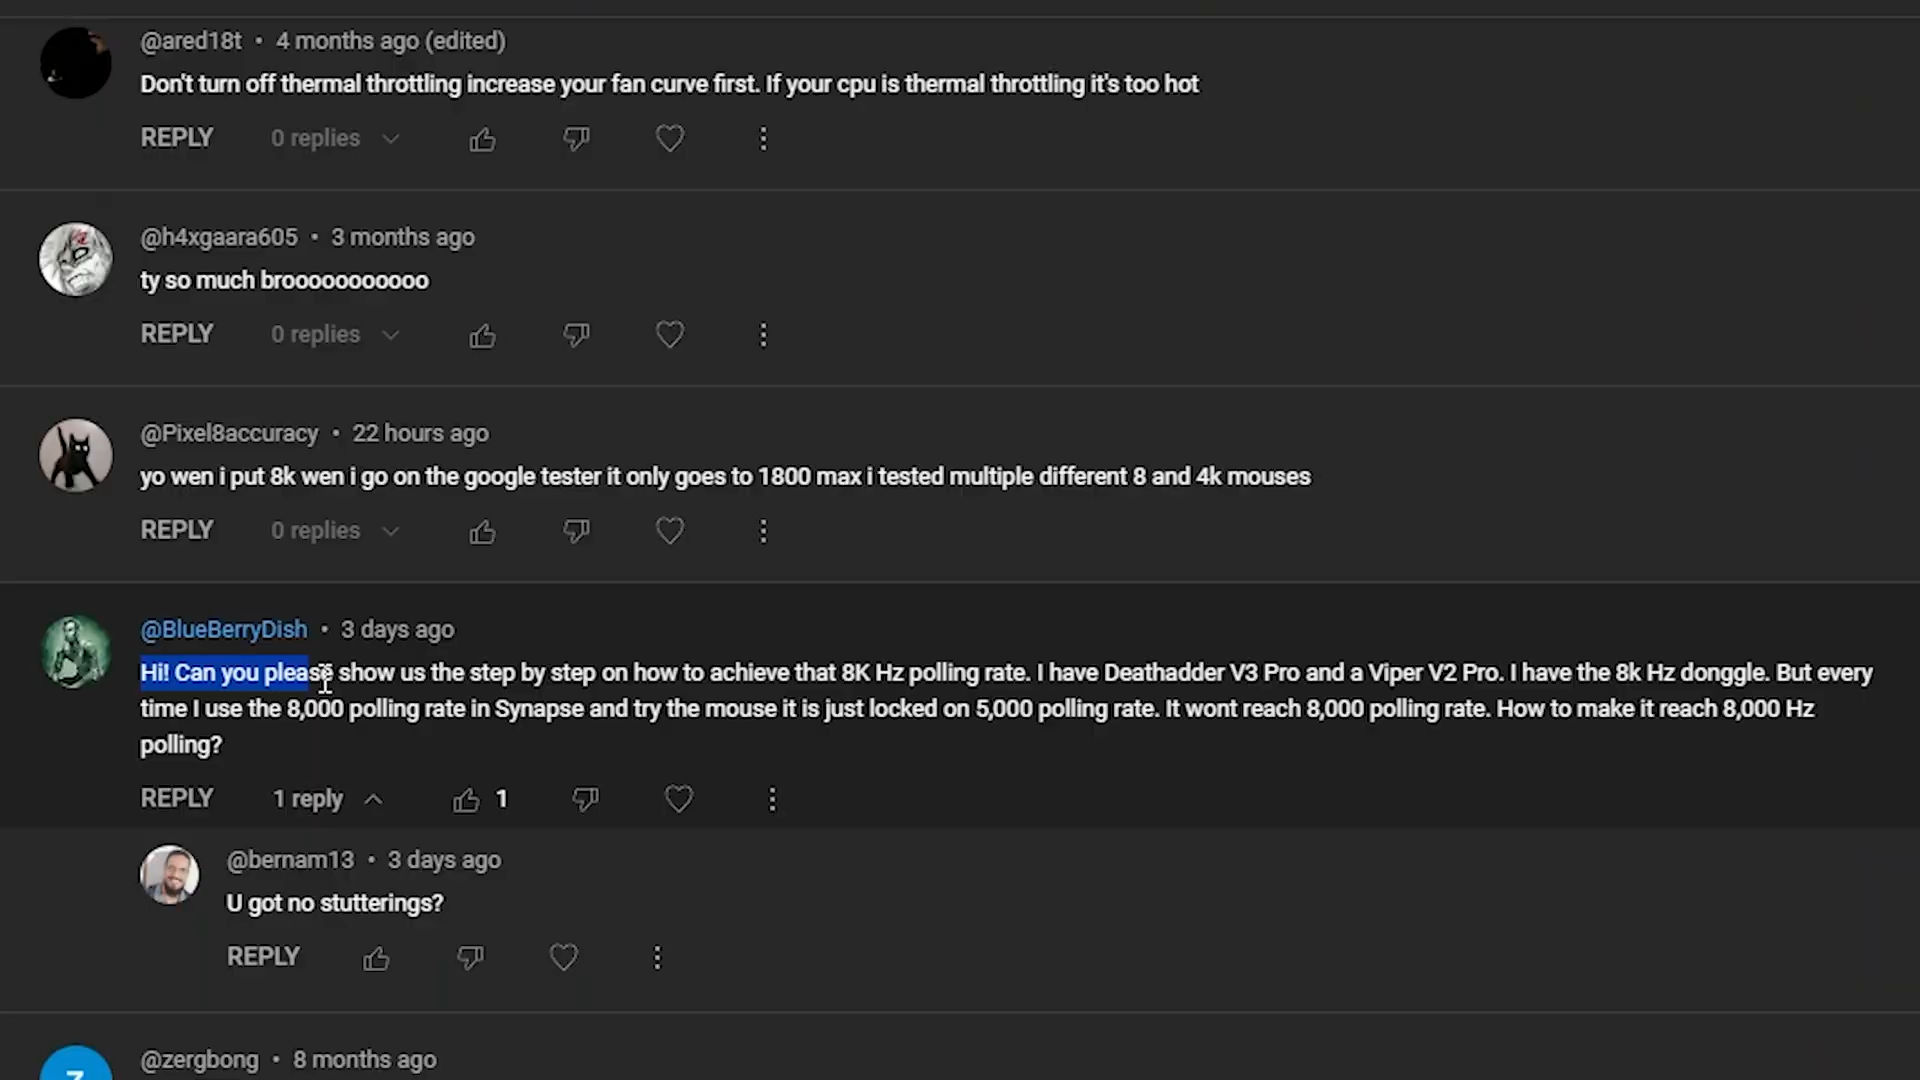 @ared18t • 4 months ago (edited)
Don't turn off thermal throttling increase your fan curve first. If your cpu is thermal throttling it's too hot
REPLY 0 replies
@h4xgaara605 • 3 months ago
ty so much brooooooooooo
REPLY 0 replies
@Pixel8accuracy • 22 hours ago
yo wen i put 8k wen i go on the google tester it only goes to 1800 max i tested multiple different 8 and 4k mouses
REPLY 0 replies
@BlueBerryDish • 3 days ago
Hi! Can you please show us the step by step on how to achieve that 8K Hz polling rate. I have Deathadder V3 Pro and a Viper V2 Pro. I have the 8k Hz donggle. But every
time I use the 8,000 polling rate in Synapse and try the mouse it is just locked on 5,000 polling rate. It wont reach 8,000 polling rate. How to make it reach 8,000 Hz
polling?
REPLY 1 reply 1
@bernam13 • 3 days ago
U got no stutterings?
REPLY
@zergbong • 8 months ago